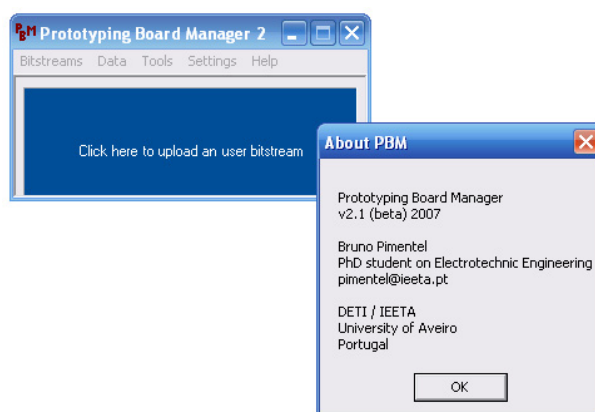 PBM Prototyping Board Manager 2
Bitstreams Data Tools Settings Help
Click here to upload an user bitstream
About PBM
Prototyping Board Manager
v2.1 (beta) 2007
Bruno Pimentel
PhD student on Electrotechnic Engineering
pimentel@ieeta.pt
DETI / IEETA
University of Aveiro
Portugal
OK